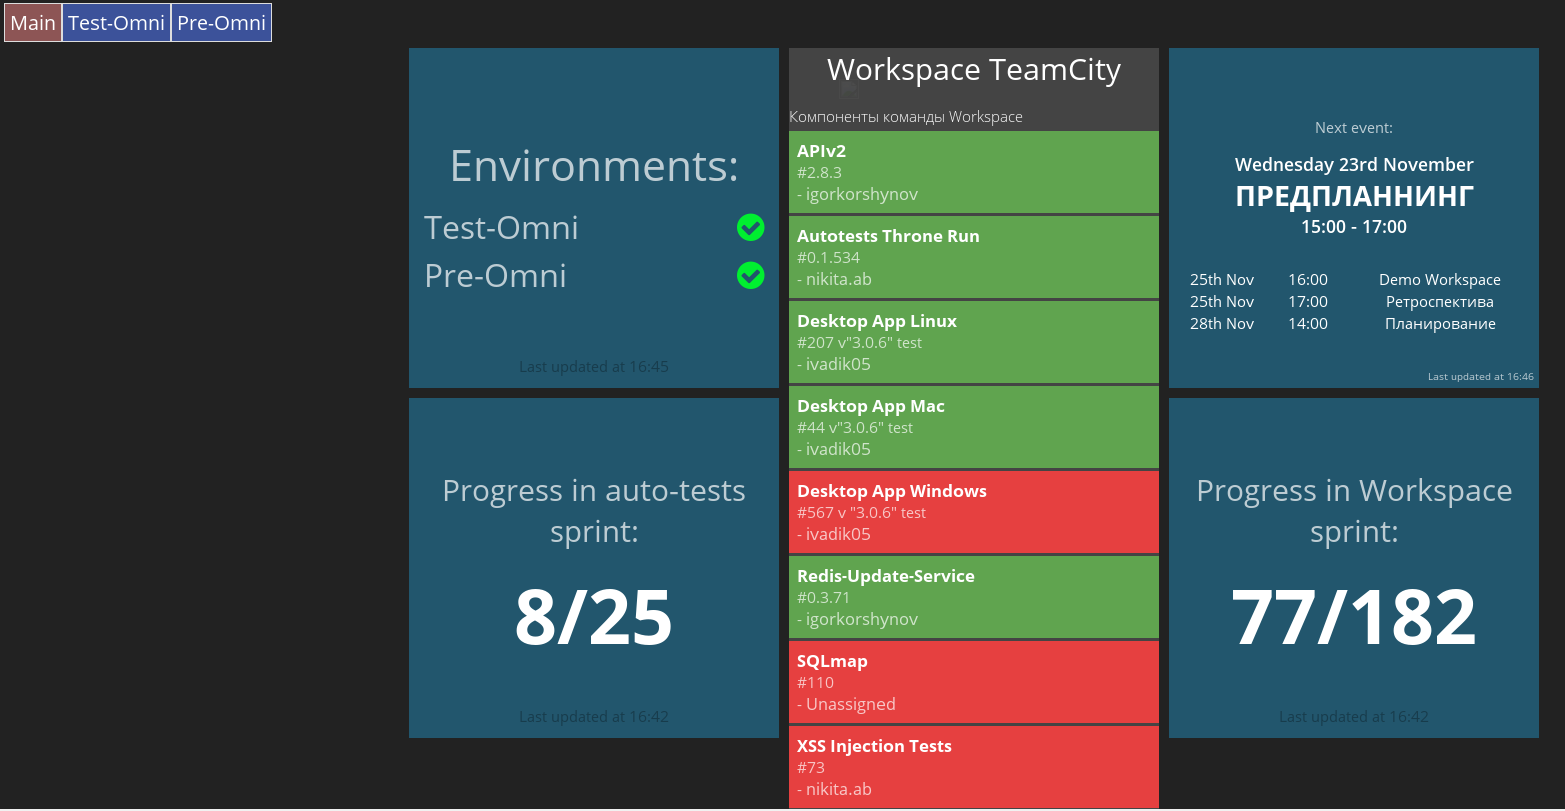 Main Test-Omni Pre-Omni
Environments:
Test-Omni
Pre-Omni
Last updated at 16:45
Progress in auto-tests
sprint:
8/25
Last updated at 16:42
Workspace TeamCity
Компоненты команды Workspace
APIv2
#2.8.3
- igorkorshynov
Autotests Throne Run
#0.1.534
- nikita.ab
Desktop App Linux
#207 v"3.0.6" test
- ivadik05
Desktop App Mac
#44 v"3.0.6" test
- ivadik05
Desktop App Windows
#567 v "3.0.6" test
- ivadik05
Redis-Update-Service
#0.3.71
- igorkorshynov
SQLmap
#110
- Unassigned
XSS Injection Tests
#73
- nikita.ab
Next event:
Wednesday 23rd November
ПРЕДПЛАННИНГ
15:00 - 17:00
25th Nov 16:00 Demo Workspace
25th Nov 17:00 Ретроспектива
28th Nov 14:00 Планирование
Last updated at 16:46
Progress in Workspace
sprint:
77/182
Last updated at 16:42